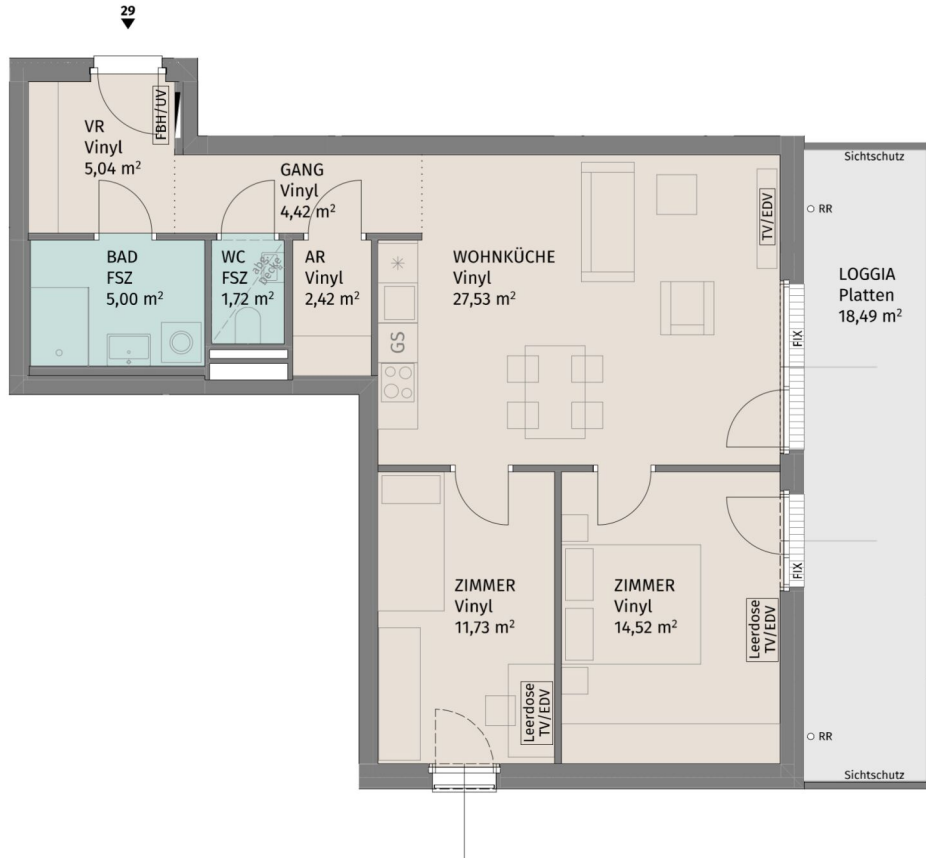 29
FBH/UV
VR
Vinyl
5,04 m²
GANG
Vinyl
4,42 m²
Sichtschutz
RR
TV/EDV
BAD
FSZ
5,00 m²
WC
FSZ
1,72 m²
abg.
Decke
AR
Vinyl
2,42 m²
WOHNKÜCHE
Vinyl
27,53 m²
LOGGIA
Platten
18,49 m²
GS
FIX
FIX
ZIMMER
Vinyl
11,73 m²
ZIMMER
Vinyl
14,52 m²
Leerdose
TV/EDV
Leerdose
TV/EDV
RR
Sichtschutz